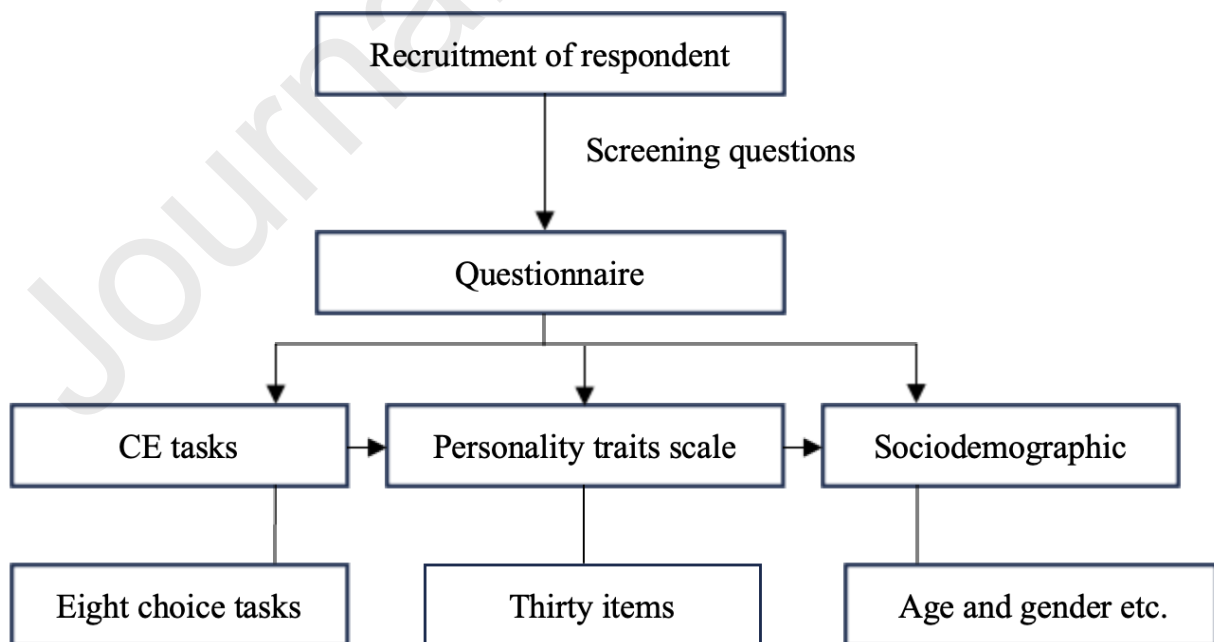 Recruitment of respondent
Screening questions
Questionnaire
CE tasks
Personality traits scale
Sociodemographic
Eight choice tasks
Thirty items
Age and gender etc.
Journa